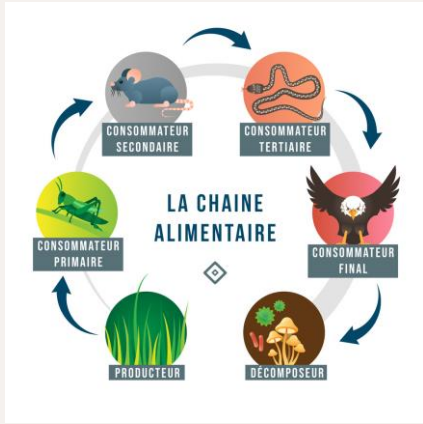 LA CHAINE
ALIMENTAIRE
PRODUCTEUR
CONSOMMATEUR
PRIMAIRE
CONSOMMATEUR
SECONDAIRE
CONSOMMATEUR
TERTIAIRE
CONSOMMATEUR
FINAL
DÉCOMPOSEUR